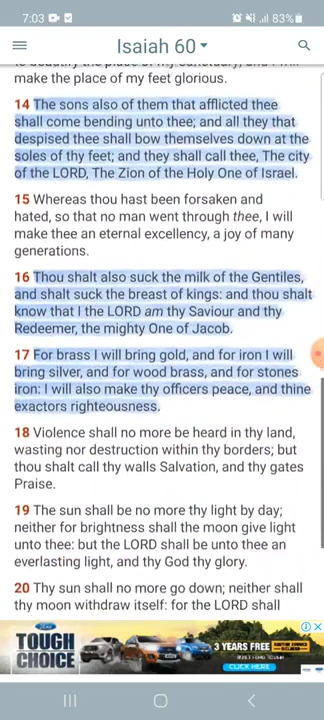 7:03
83%
Isaiah 60
to beautify the place of my sanctuary; and I will
make the place of my feet glorious.
14 The sons also of them that afflicted thee
shall come bending unto thee; and all they that
despised thee shall bow themselves down at the
soles of thy feet; and they shall call thee, The city
of the LORD, The Zion of the Holy One of Israel.
15 Whereas thou hast been forsaken and
hated, so that no man went through thee, I will
make thee an eternal excellency, a joy of many
generations.
16 Thou shalt also suck the milk of the Gentiles,
and shalt suck the breast of kings: and thou shalt
know that I the LORD am thy Saviour and thy
Redeemer, the mighty One of Jacob.
17 For brass I will bring gold, and for iron I will
bring silver, and for wood brass, and for stones
iron: I will also make thy officers peace, and thine
exactors righteousness.
18 Violence shall no more be heard in thy land,
wasting nor destruction within thy borders; but
thou shalt call thy walls Salvation, and thy gates
Praise.
19 The sun shall be no more thy light by day;
neither for brightness shall the moon give light
unto thee: but the LORD shall be unto thee an
everlasting light, and thy God thy glory.
20 Thy sun shall no more go down; neither shall
thy moon withdraw itself: for the LORD shall
Ford
TOUGH
CHOICE
3 YEARS FREE
CLICK HERE